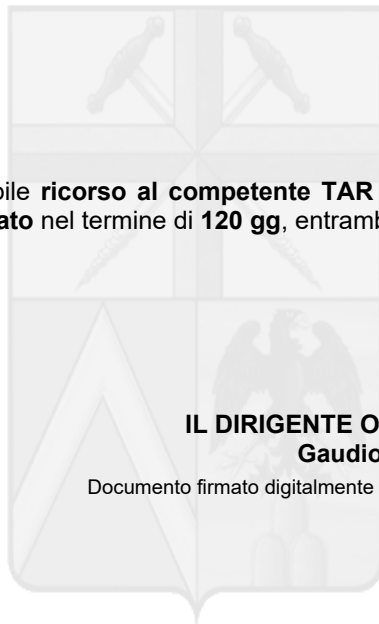 bile ricorso al competente TAR
ato nel termine di 120 gg, entramb
IL DIRIGENTE O
Gaudio
Documento firmato digitalmente